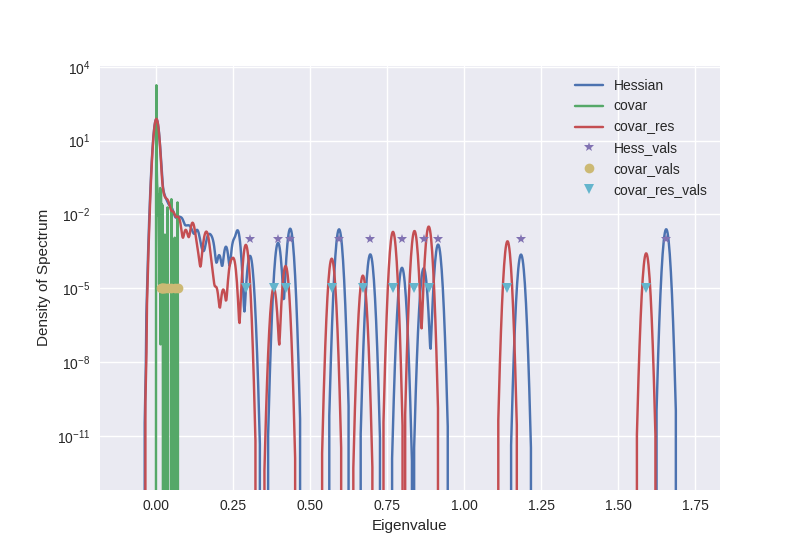 Hessian
covar
covar_res
Hess_vals
covar_vals
covar_res_vals
Density of Spectrum
10^4
10^1
10^−2
10^−5
10^−8
10^−11
0.00 0.25 0.50 0.75 1.00 1.25 1.50 1.75
Eigenvalue